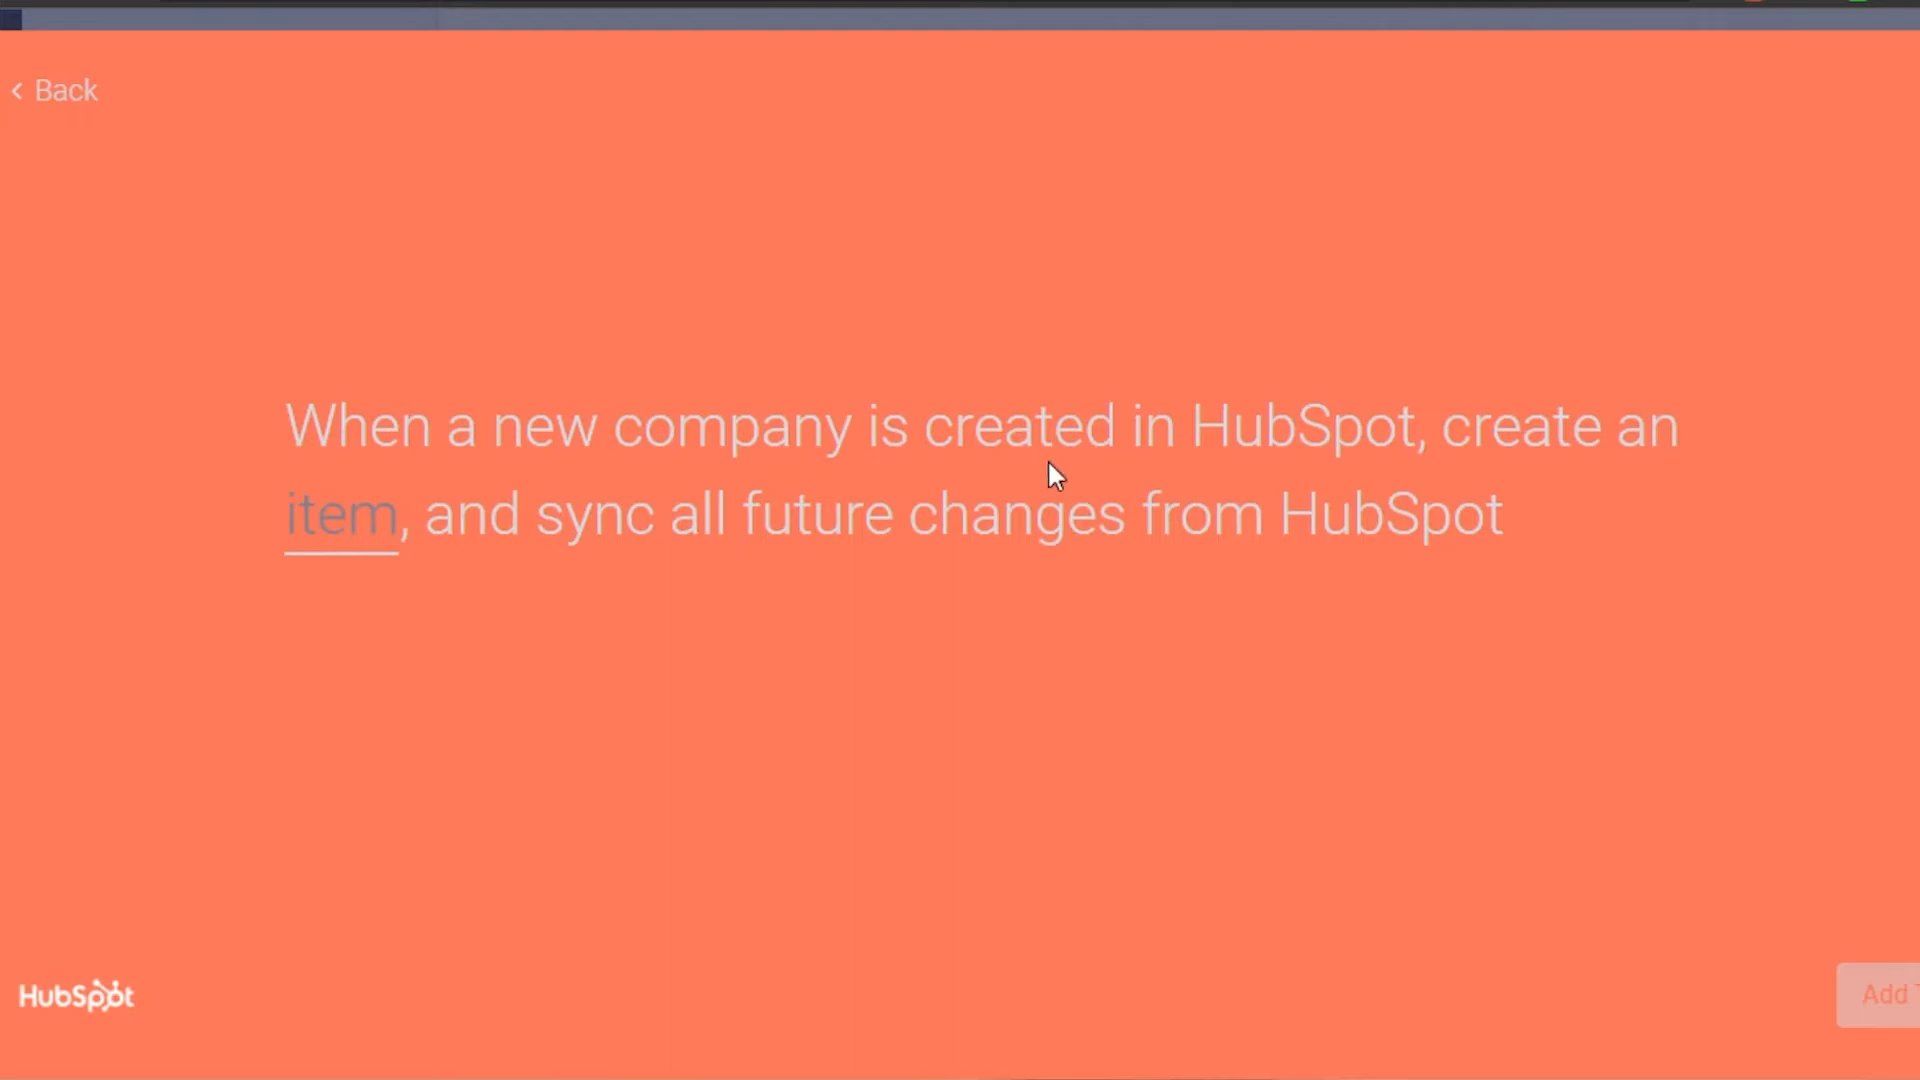 Back
When a new company is created in HubSpot, create an
item, and sync all future changes from HubSpot
HubSpot
Add